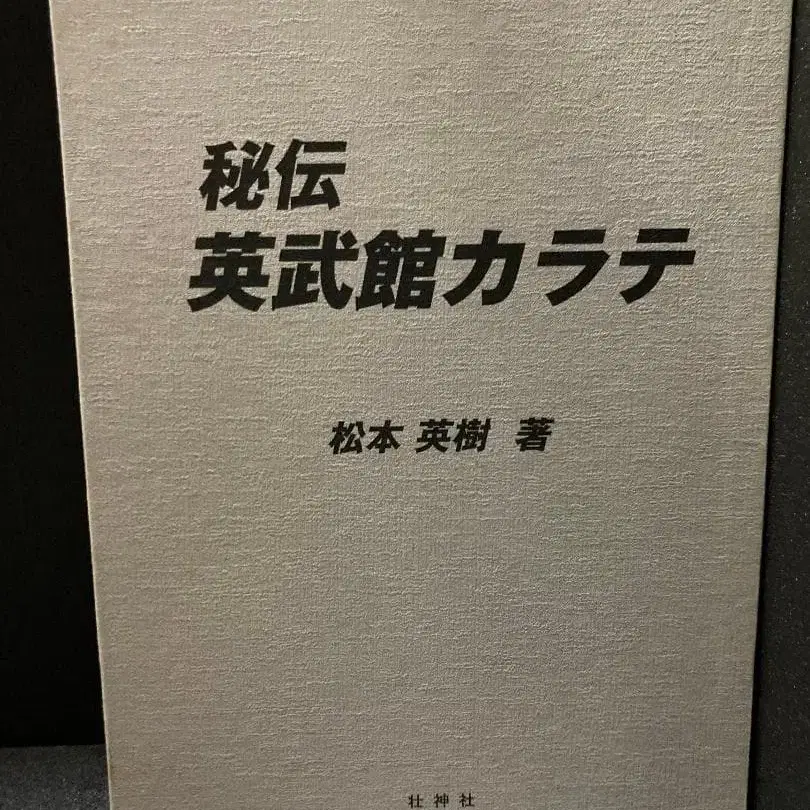 秘伝
英武館カラテ
松本 英樹 著
壮神社